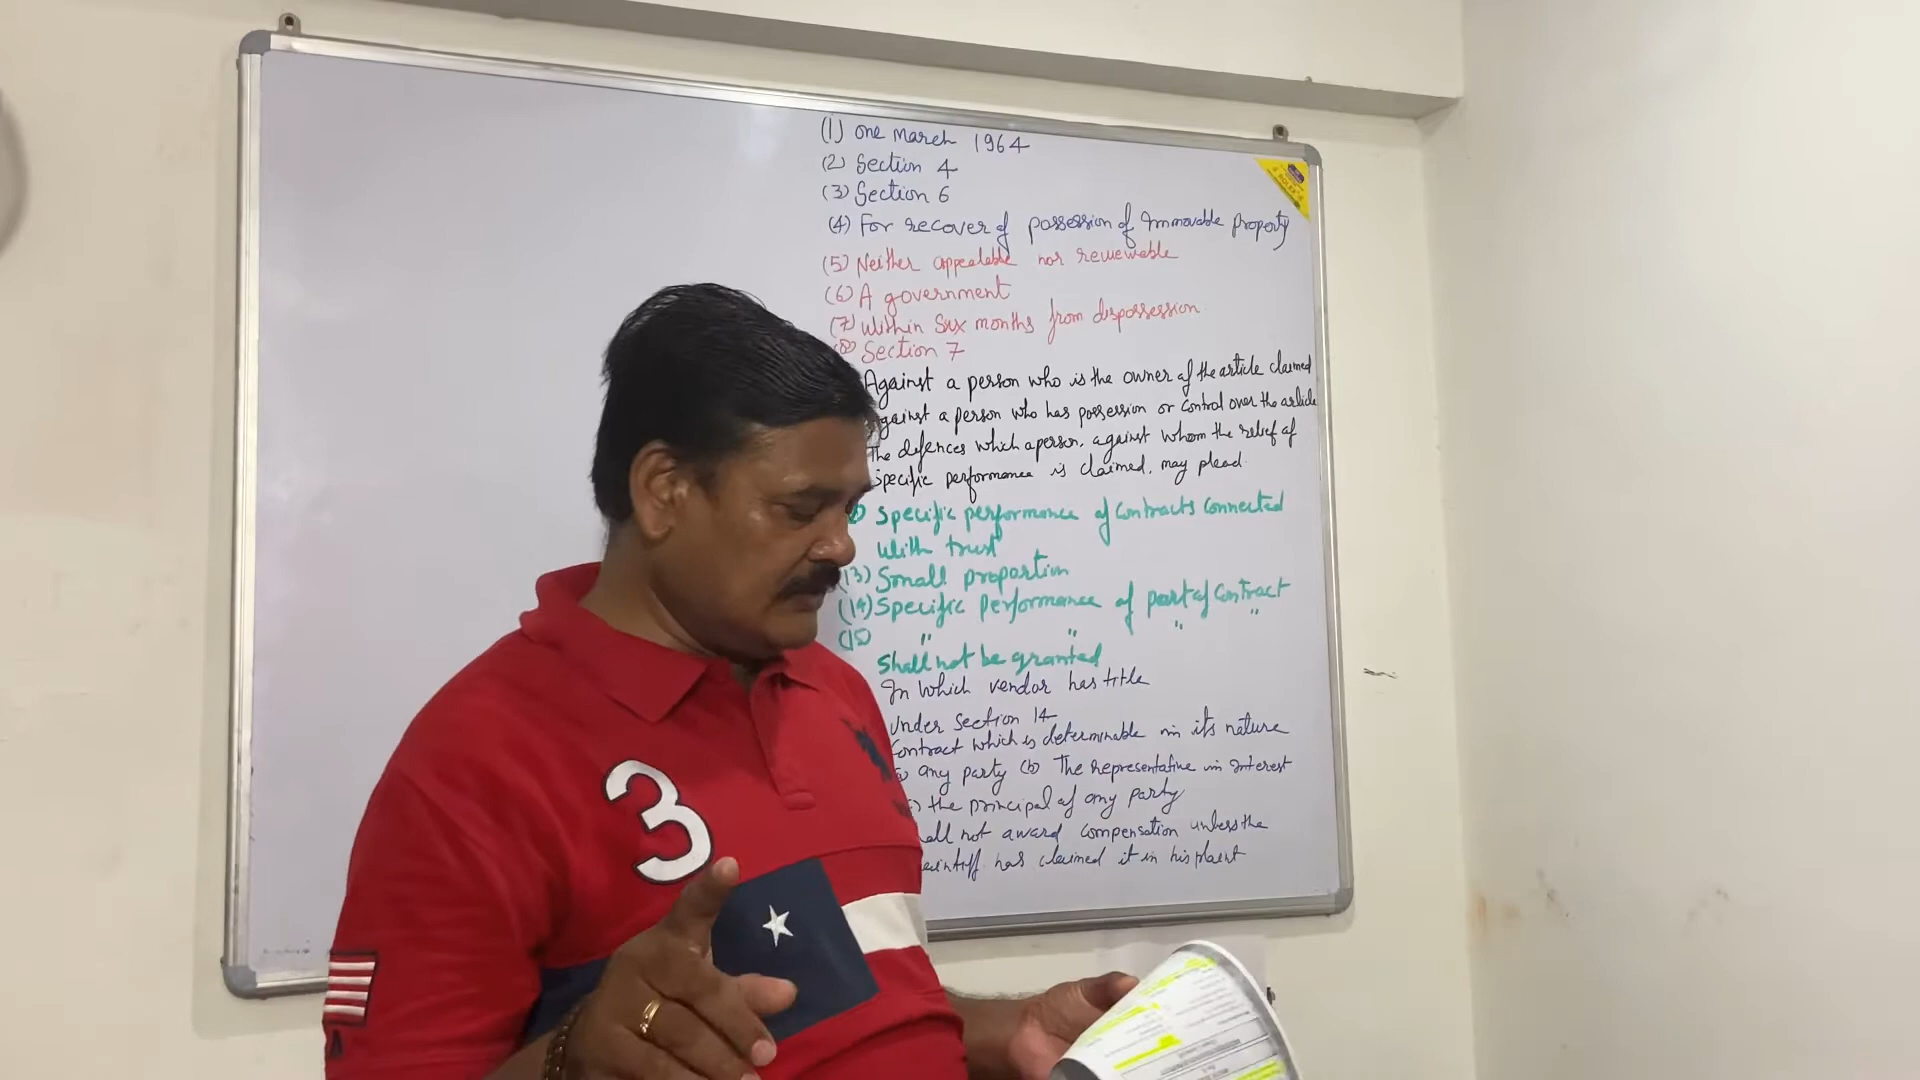 (1) one March 1964
(2) Section 4
(3) Section 6
(4) For recover of possession of Immovable Property
(5) Neither appealable nor reviewable
(6) A government
(7) Within Six months from dispossession
(8) Section 7
Against a person who is the owner of the article claimed
Against a person who has possession or control over the article
The defences which a person, against whom the relief of
Specific performance is claimed, may plead
Specific performance of Contracts Connected
With trust
(13) Small proportion
(14) Specific Performance of part of Contract
(15) " " " "
Shall not be granted
In Which vendor has title
Under Section 14
Contract which is determinable in its nature
any party (b) The representative in Interest
the principal of any party
all not award compensation unless the
has claimed it in his plaint
3